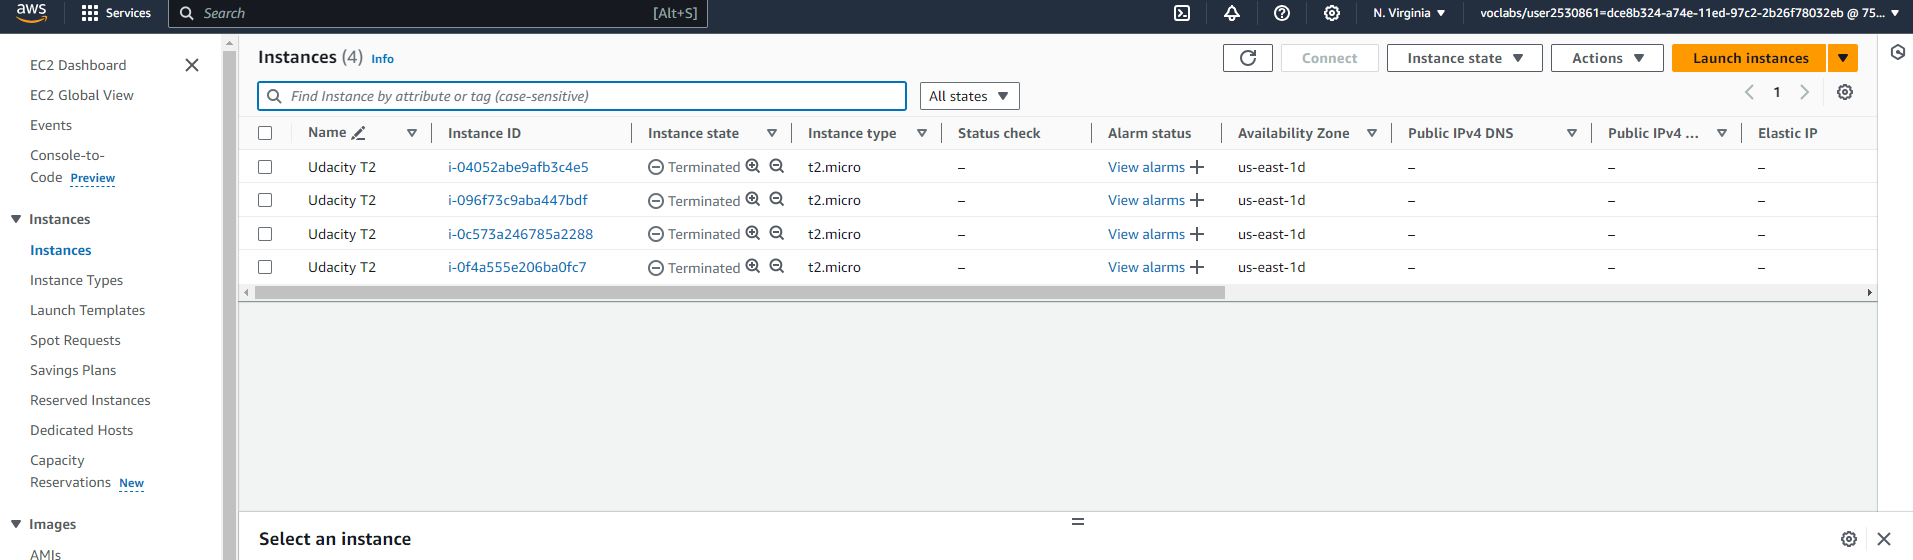 aws
Services
Search
[Alt+S]
N. Virginia
voclabs/user2530861=dce8b324-a74e-11ed-97c2-2b26f78032eb @ 75...
EC2 Dashboard
EC2 Global View
Events
Console-to-
Code Preview
Instances
Instances
Instance Types
Launch Templates
Spot Requests
Savings Plans
Reserved Instances
Dedicated Hosts
Capacity
Reservations New
Images
AMIs
Instances (4) Info
Connect
Instance state
Actions
Launch instances
Find Instance by attribute or tag (case-sensitive)
All states
1
Name Instance ID Instance state Instance type Status check Alarm status Availability Zone Public IPv4 DNS Public IPv4 ... Elastic IP
Udacity T2 i-04052abe9afb3c4e5 Terminated t2.micro – View alarms + us-east-1d – – –
Udacity T2 i-096f73c9aba447bdf Terminated t2.micro – View alarms + us-east-1d – – –
Udacity T2 i-0c573a246785a2288 Terminated t2.micro – View alarms + us-east-1d – – –
Udacity T2 i-0f4a555e206ba0fc7 Terminated t2.micro – View alarms + us-east-1d – – –
Select an instance